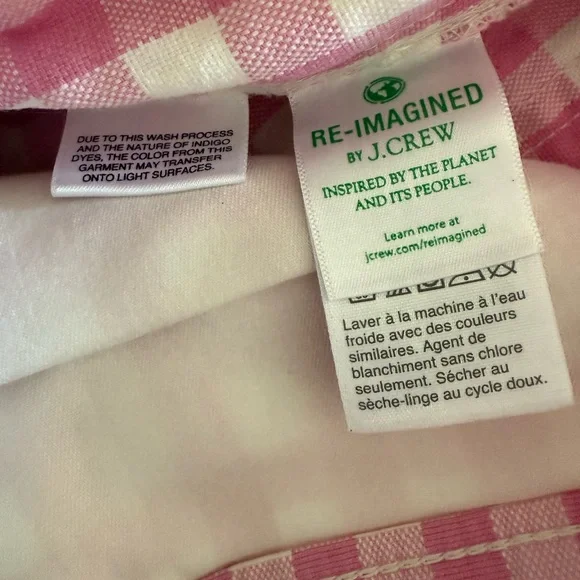 DUE TO THIS WASH PROCESS
AND THE NATURE OF INDIGO
DYES, THE COLOR FROM THIS
GARMENT MAY TRANSFER
ONTO LIGHT SURFACES.
RE-IMAGINED
BY J.CREW
INSPIRED BY THE PLANET
AND ITS PEOPLE.
Learn more at
jcrew.com/reimagined
Laver à la machine à l'eau
froide avec des couleurs
similaires. Agent de
blanchiment sans chlore
seulement. Sécher au
sèche-linge au cycle doux.